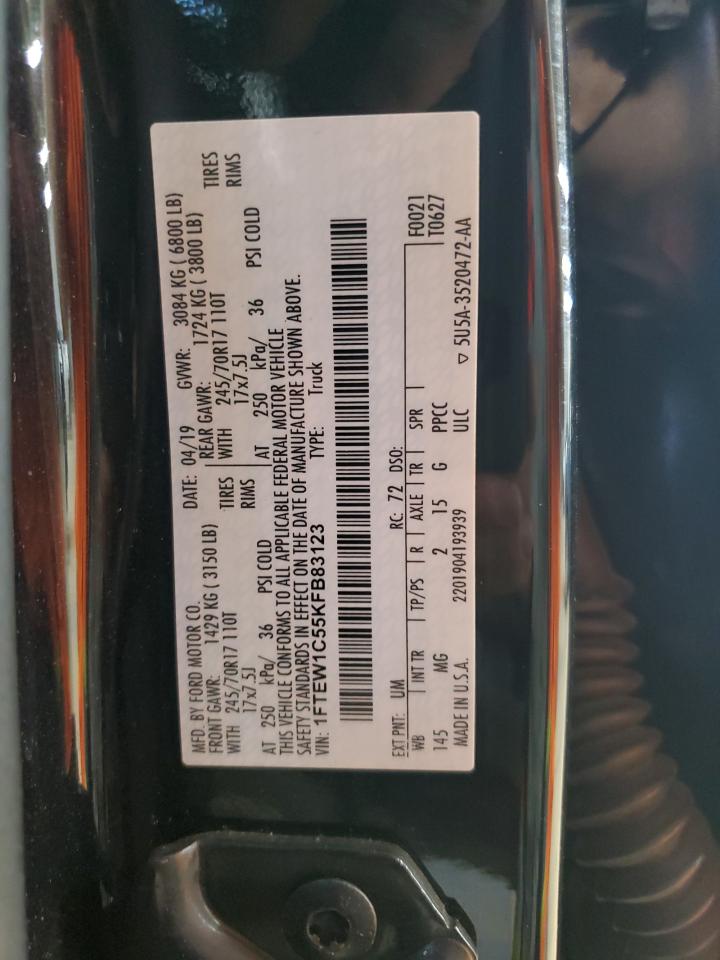 MFD. BY FORD MOTOR CO. DATE: 04/19 GVWR: 3084 KG ( 6800 LB)
FRONT GAWR: 1429 KG ( 3150 LB) REAR GAWR: 1724 KG ( 3800 LB)
WITH 245/70R17 110T TIRES WITH 245/70R17 110T TIRES
17x7.5J RIMS 17x7.5J RIMS
AT 250 kPa/ 36 PSI COLD AT 250 kPa/ 36 PSI COLD
THIS VEHICLE CONFORMS TO ALL APPLICABLE FEDERAL MOTOR VEHICLE
SAFETY STANDARDS IN EFFECT ON THE DATE OF MANUFACTURE SHOWN ABOVE.
VIN: 1FTEW1C55KFB83123 TYPE: Truck
EXT PNT: UM RC: 72 DSO: F0021
WB INT TR TP/PS R AXLE TR SPR T0627
145 MG 2 15 G PPCC
MADE IN U.S.A. 2201904193939 ULC ▽ 5U5A-3520472-AA